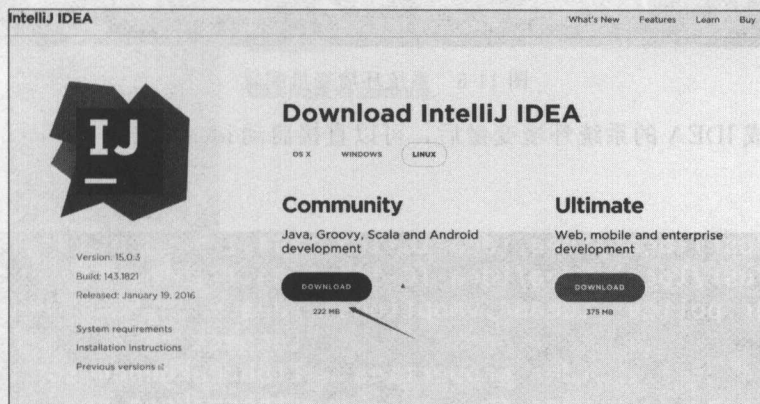 IntelliJ IDEA
What's New Features Learn Buy
IJ
Download IntelliJ IDEA
OS X WINDOWS LINUX
Community
Ultimate
Java, Groovy, Scala and Android
development
Web, mobile and enterprise
development
DOWNLOAD
DOWNLOAD
222 MB
375 MB
Version: 15.0.3
Build: 143.1821
Released: January 19, 2016
System requirements
Installation Instructions
Previous versions